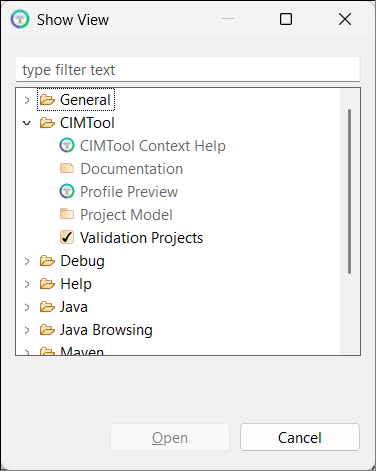 Show View
type filter text
General
CIMTool
CIMTool Context Help
Documentation
Profile Preview
Project Model
Validation Projects
Debug
Help
Java
Java Browsing
Maven
Open
Cancel